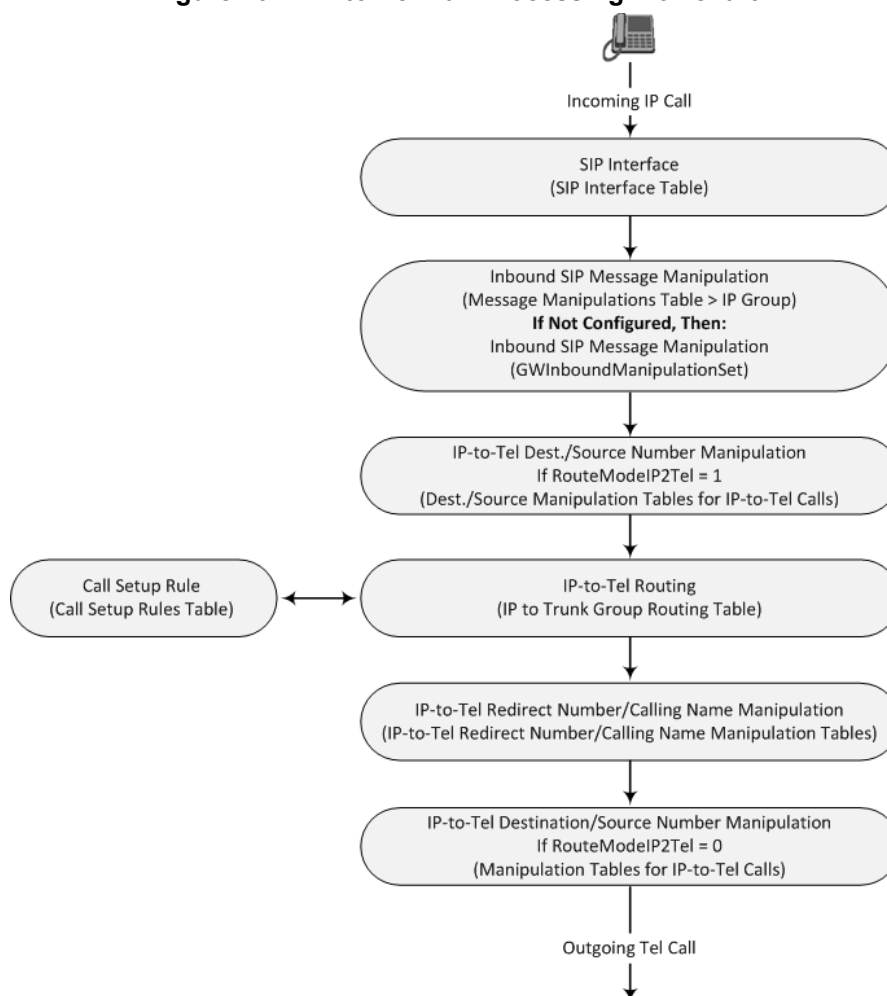 Incoming IP Call
SIP Interface
(SIP Interface Table)
Inbound SIP Message Manipulation
(Message Manipulations Table > IP Group)
If Not Configured, Then:
Inbound SIP Message Manipulation
(GWInboundManipulationSet)
IP-to-Tel Dest./Source Number Manipulation
If RouteModeIP2Tel = 1
(Dest./Source Manipulation Tables for IP-to-Tel Calls)
Call Setup Rule
(Call Setup Rules Table)
IP-to-Tel Routing
(IP to Trunk Group Routing Table)
IP-to-Tel Redirect Number/Calling Name Manipulation
(IP-to-Tel Redirect Number/Calling Name Manipulation Tables)
IP-to-Tel Destination/Source Number Manipulation
If RouteModeIP2Tel = 0
(Manipulation Tables for IP-to-Tel Calls)
Outgoing Tel Call